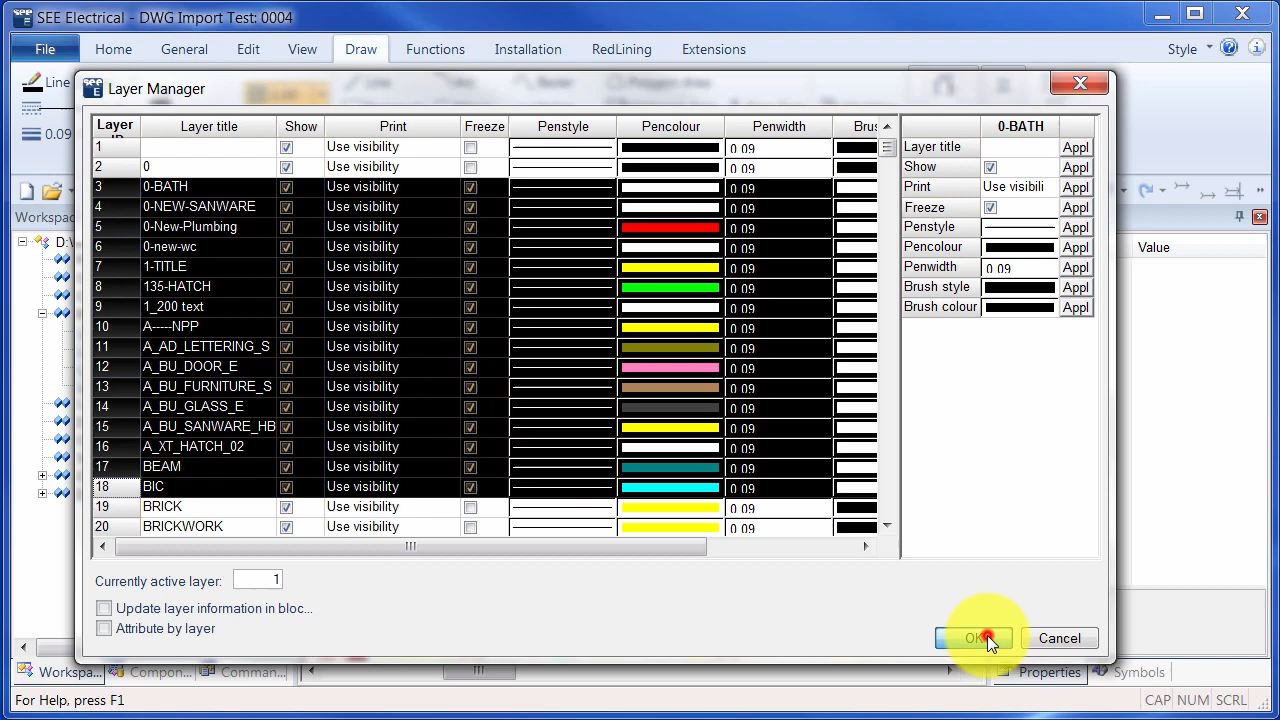 SEE Electrical - DWG Import Test: 0004
File Home General Edit View Draw Functions Installation RedLining Extensions Style
Line
Layer Manager
Layer Layer title Show Print Freeze Penstyle Pencolour Penwidth Brus 0-BATH
1 Use visibility 0.09 Layer title Appl
2 0 Use visibility 0.09 Show Appl
3 0-BATH Use visibility 0.09 Print Use visibili Appl
4 0-NEW-SANWARE Use visibility 0.09 Freeze Appl
5 0-New-Plumbing Use visibility 0.09 Penstyle Appl
6 0-new-wc Use visibility 0.09 Pencolour Appl
7 1-TITLE Use visibility 0.09 Penwidth 0.09 Appl
8 135-HATCH Use visibility 0.09 Brush style Appl
9 1_200 text Use visibility 0.09 Brush colour Appl
10 A-----NPP Use visibility 0.09
11 A_AD_LETTERING_S Use visibility 0.09
12 A_BU_DOOR_E Use visibility 0.09
13 A_BU_FURNITURE_S Use visibility 0.09
14 A_BU_GLASS_E Use visibility 0.09
15 A_BU_SANWARE_HB Use visibility 0.09
16 A_XT_HATCH_02 Use visibility 0.09
17 BEAM Use visibility 0.09
18 BIC Use visibility 0.09
19 BRICK Use visibility 0.09
20 BRICKWORK Use visibility 0.09
0.09
Workspac
D:\
Value
Currently active layer: 1
Update layer information in bloc...
Attribute by layer
OK Cancel
Workspa... Compon... Comman... Properties Symbols
For Help, press F1 CAP NUM SCRL